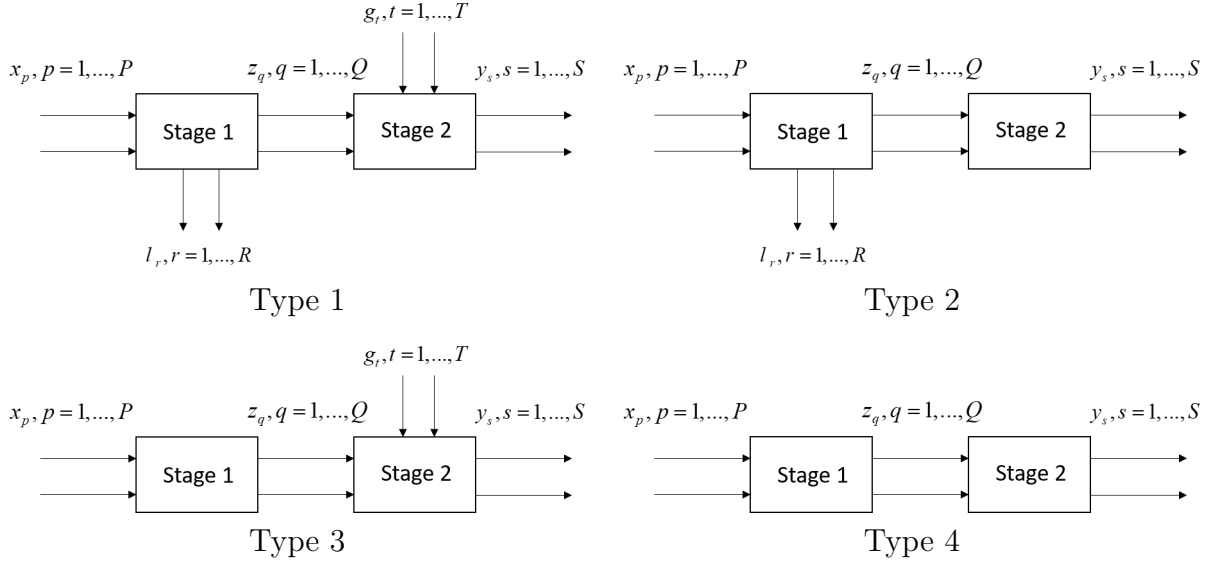 g_t, t = 1,..., T
x_p, p = 1,..., P
z_q, q = 1,..., Q
y_s, s = 1,..., S
Stage 1
Stage 2
l_r, r = 1,..., R
Type 1
x_p, p = 1,..., P
z_q, q = 1,..., Q
y_s, s = 1,..., S
Stage 1
Stage 2
l_r, r = 1,..., R
Type 2
g_t, t = 1,..., T
x_p, p = 1,..., P
z_q, q = 1,..., Q
y_s, s = 1,..., S
Stage 1
Stage 2
Type 3
x_p, p = 1,..., P
z_q, q = 1,..., Q
y_s, s = 1,..., S
Stage 1
Stage 2
Type 4